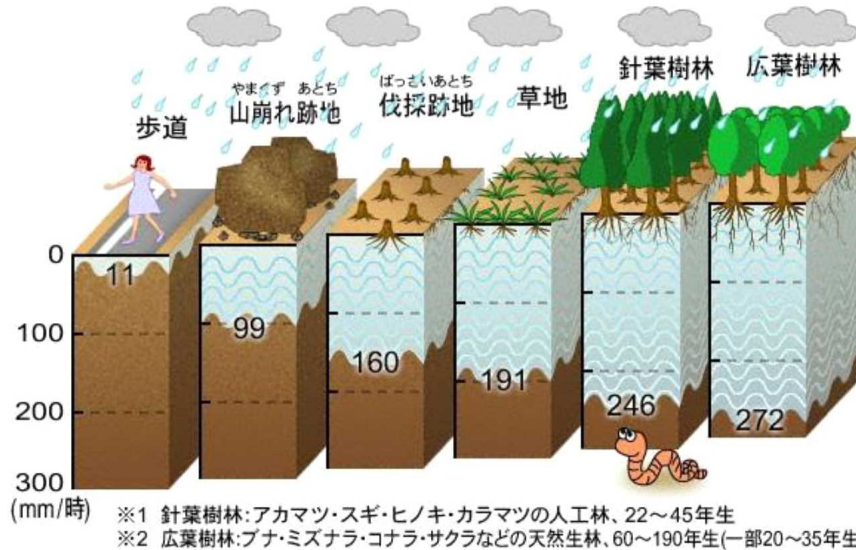 歩道
やまくずれ あとち
山崩れ跡地
ばっさいあとち
伐採跡地
草地
針葉樹林
広葉樹林
0
100
200
300
(mm/時)
11
99
160
191
246
272
※1 針葉樹林:アカマツ・スギ・ヒノキ・カラマツの人工林、22～45年生
※2 広葉樹林:ブナ・ミズナラ・コナラ・サクラなどの天然生林、60～190年生(一部20～35年生